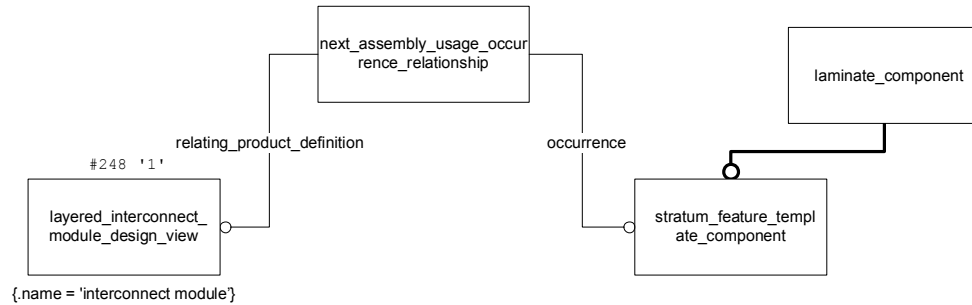 next_assembly_usage_occur
rence_relationship
laminate_component
relating_product_definition
occurrence
#248 '1'
layered_interconnect_
module_design_view
stratum_feature_templ
ate_component
{.name = 'interconnect module'}